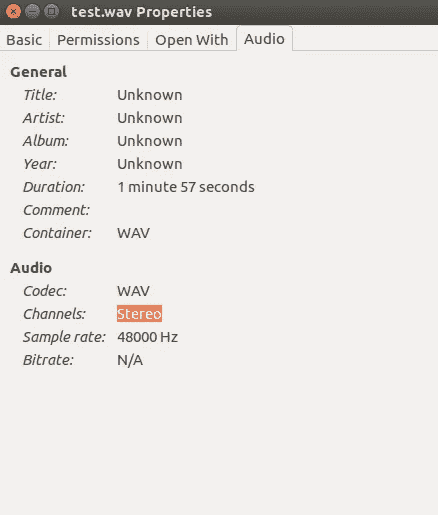 test.wav Properties
Basic Permissions Open With Audio
General
Title: Unknown
Artist: Unknown
Album: Unknown
Year: Unknown
Duration: 1 minute 57 seconds
Comment:
Container: WAV
Audio
Codec: WAV
Channels: Stereo
Sample rate: 48000 Hz
Bitrate: N/A